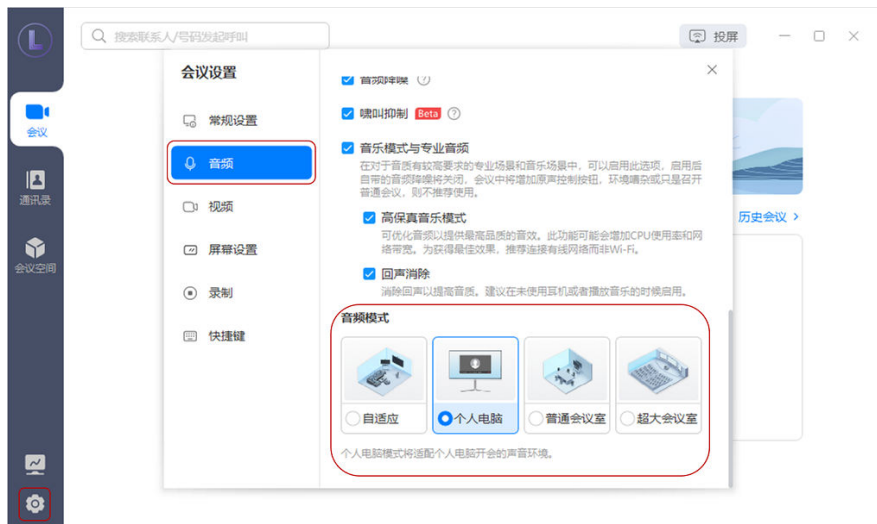 L
搜索联系人/号码发起呼叫
投屏
会议
通讯录
会议空间
会议设置
常规设置
音频
视频
屏幕设置
录制
快捷键
音频降噪
啸叫抑制 Beta
音乐模式与专业音频
在对于音质有较高要求的专业场景和音乐场景中，可以启用此选项，启用后
自带的音频降噪将关闭，会议中将增加原声控制按钮，环境嘈杂或只是召开
普通会议，则不推荐使用。
高保真音乐模式
可优化音频以提供最高品质的音效。此功能可能会增加CPU使用率和网
络带宽。为获得最佳效果，推荐连接有线网络而非Wi-Fi。
回声消除
消除回声以提高音质。建议在未使用耳机或者播放音乐的时候启用。
音频模式
自适应
个人电脑
普通会议室
超大会议室
个人电脑模式将适配个人电脑开会的声音环境。
历史会议 >